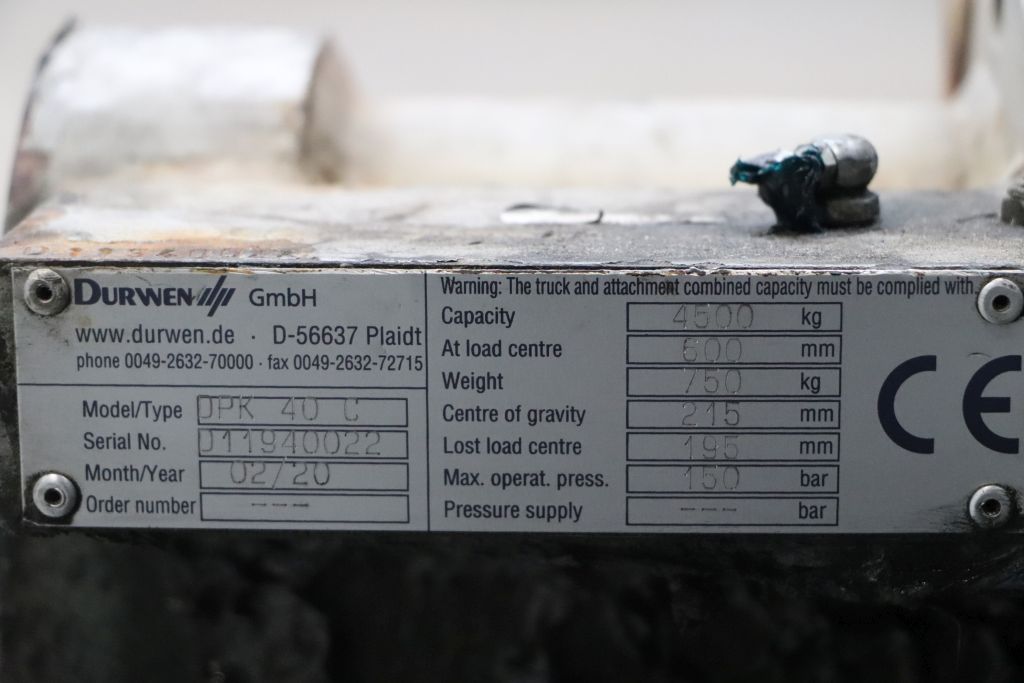 DURWEN GmbH
www.durwen.de · D-56637 Plaidt
phone 0049-2632-70000 · fax 0049-2632-72715
Model/Type DPK 40 C
Serial No. D11940022
Month/Year 02/20
Order number ---
Warning: The truck and attachment combined capacity must be complied with.
Capacity 4500 kg
At load centre 600 mm
Weight 750 kg
Centre of gravity 215 mm
Lost load centre 195 mm
Max. operat. press. 150 bar
Pressure supply --- bar
CE